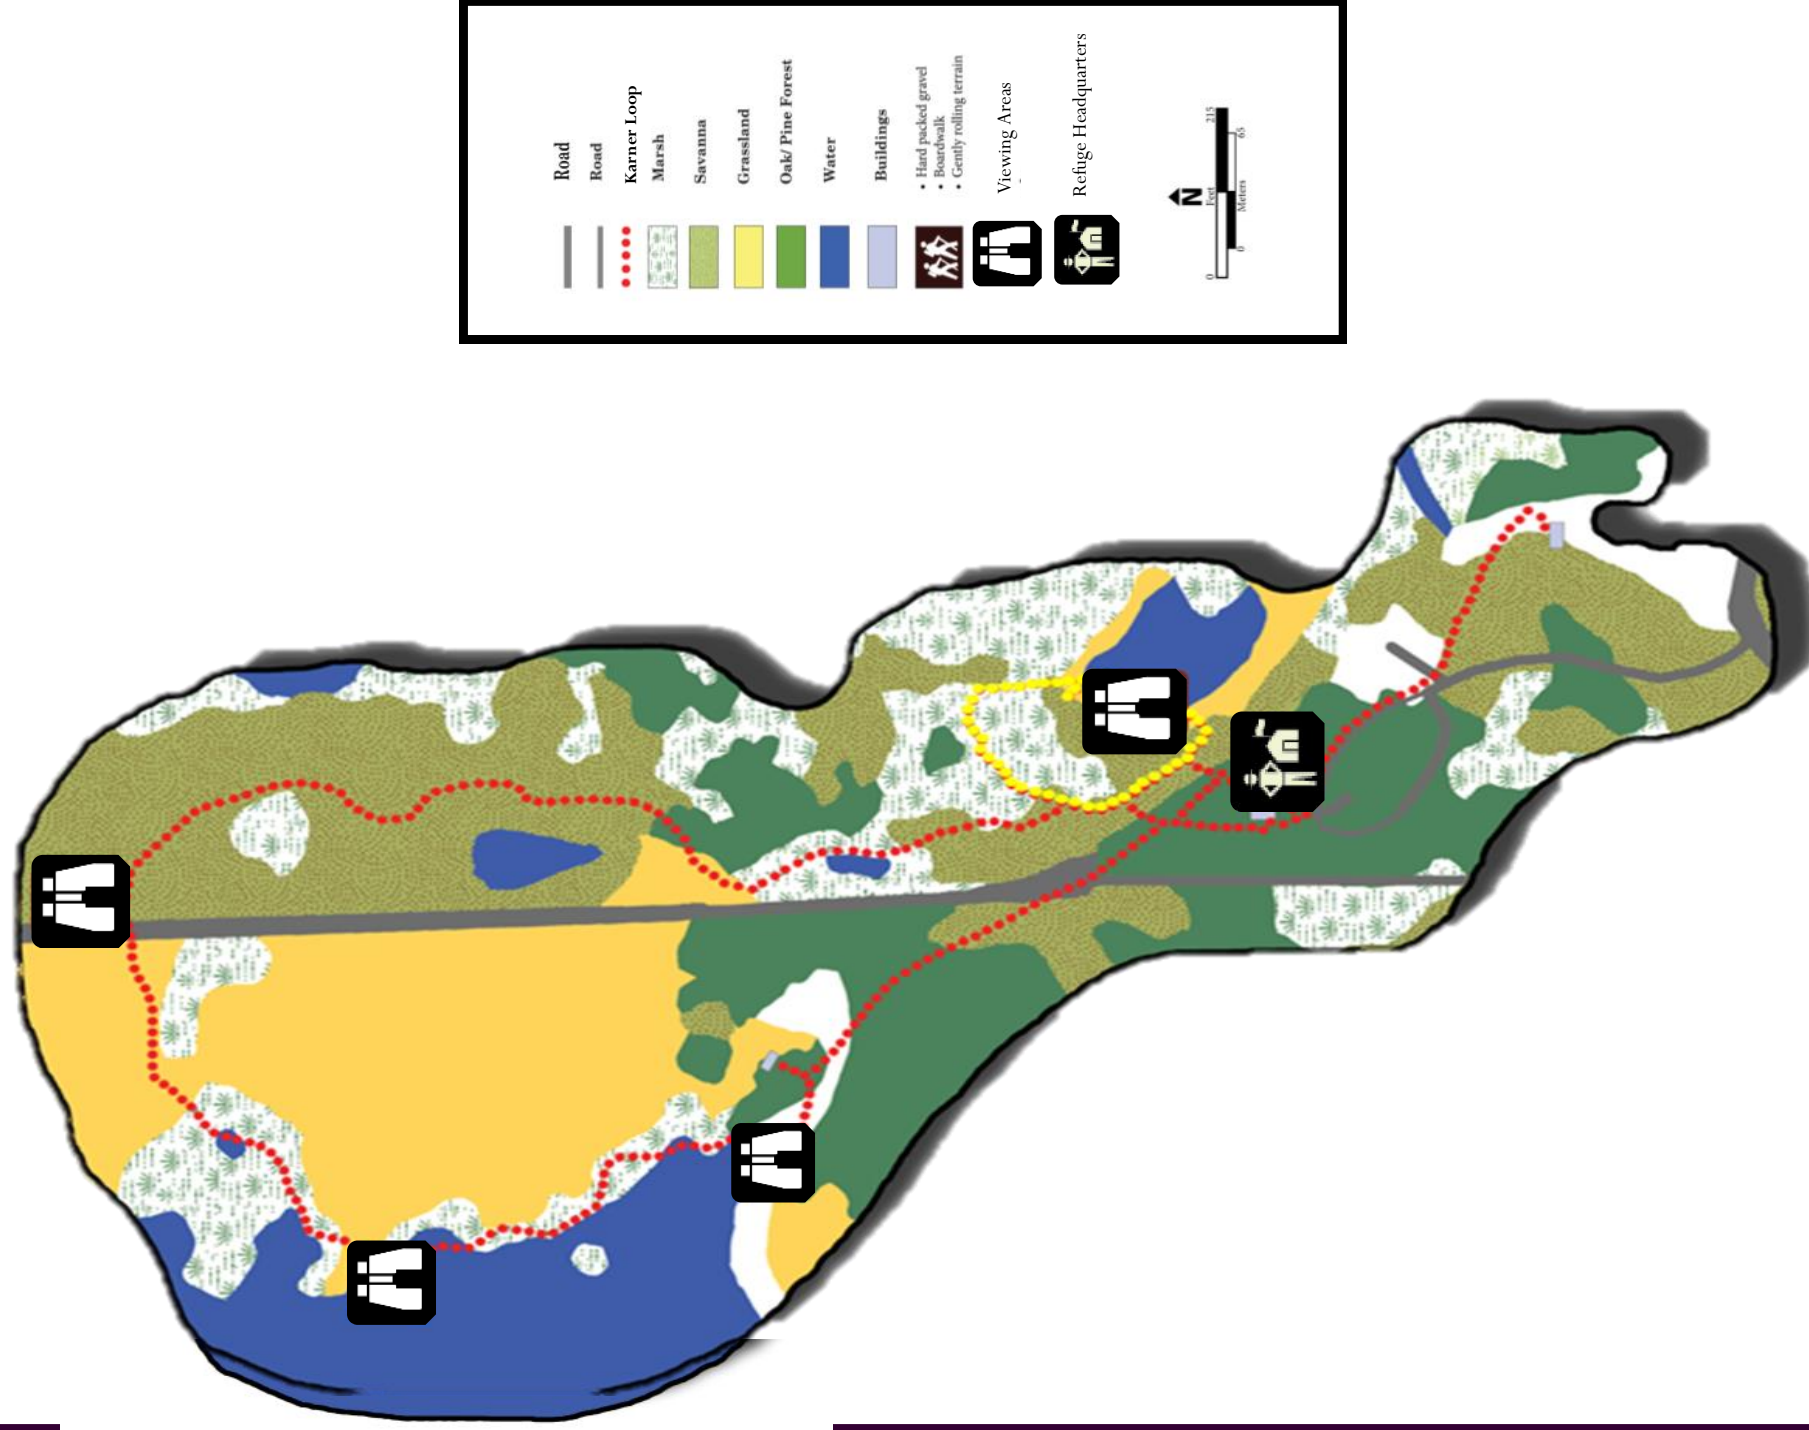 Road
Road
Karner Loop
Marsh
Savanna
Grassland
Oak/ Pine Forest
Water
Buildings
• Hard packed gravel
• Boardwalk
• Gently rolling terrain
Viewing Areas
Refuge Headquarters
N
0 Feet 215
0 Meters 65